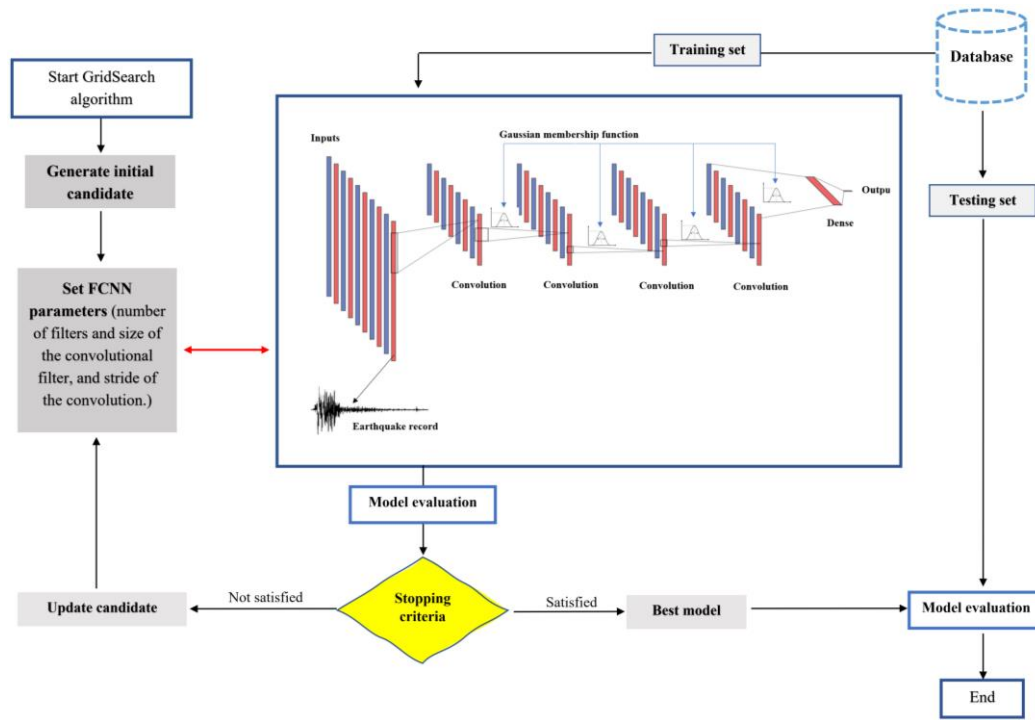 Training set
Database
Start GridSearch
algorithm
Inputs
Gaussian membership function
Generate initial
candidate
Outpu
Testing set
Dense
Set FCNN
parameters (number
of filters and size of
the convolutional
filter, and stride of
the convolution.)
Convolution
Convolution
Convolution
Convolution
Earthquake record
Model evaluation
Update candidate
Not satisfied
Stopping
criteria
Satisfied
Best model
Model evaluation
End